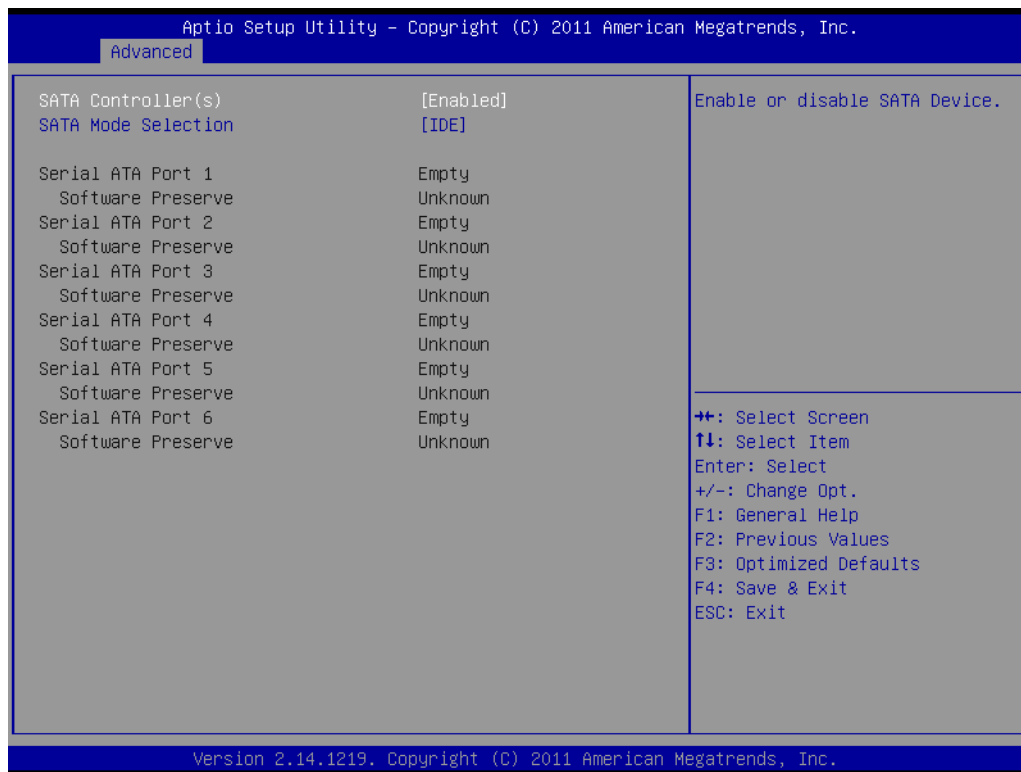 Aptio Setup Utility – Copyright (C) 2011 American Megatrends, Inc.
Advanced
SATA Controller(s) [Enabled]
SATA Mode Selection [IDE]
Serial ATA Port 1 Empty
Software Preserve Unknown
Serial ATA Port 2 Empty
Software Preserve Unknown
Serial ATA Port 3 Empty
Software Preserve Unknown
Serial ATA Port 4 Empty
Software Preserve Unknown
Serial ATA Port 5 Empty
Software Preserve Unknown
Serial ATA Port 6 Empty
Software Preserve Unknown
Enable or disable SATA Device.
→←: Select Screen
↑↓: Select Item
Enter: Select
+/-: Change Opt.
F1: General Help
F2: Previous Values
F3: Optimized Defaults
F4: Save & Exit
ESC: Exit
Version 2.14.1219. Copyright (C) 2011 American Megatrends, Inc.